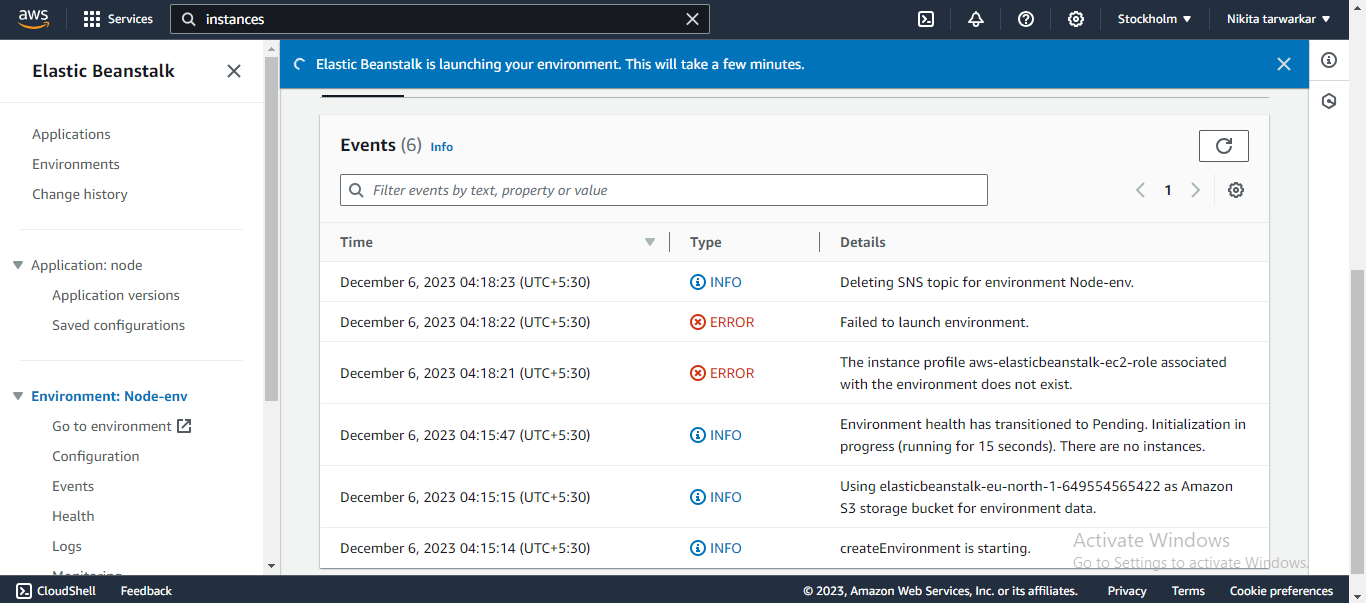 aws
Services
instances
Stockholm ▼
Nikita tarwarkar ▼
Elastic Beanstalk
Elastic Beanstalk is launching your environment. This will take a few minutes.
Applications
Environments
Change history
Application: node
Application versions
Saved configurations
Environment: Node-env
Go to environment
Configuration
Events
Health
Logs
Monitoring
Events (6) Info
Filter events by text, property or value
1
Time Type Details
December 6, 2023 04:18:23 (UTC+5:30) INFO Deleting SNS topic for environment Node-env.
December 6, 2023 04:18:22 (UTC+5:30) ERROR Failed to launch environment.
December 6, 2023 04:18:21 (UTC+5:30) ERROR The instance profile aws-elasticbeanstalk-ec2-role associated
with the environment does not exist.
December 6, 2023 04:15:47 (UTC+5:30) INFO Environment health has transitioned to Pending. Initialization in
progress (running for 15 seconds). There are no instances.
December 6, 2023 04:15:15 (UTC+5:30) INFO Using elasticbeanstalk-eu-north-1-649554565422 as Amazon
S3 storage bucket for environment data.
December 6, 2023 04:15:14 (UTC+5:30) INFO createEnvironment is starting.
Activate Windows
Go to Settings to activate Windows.
CloudShell
Feedback
© 2023, Amazon Web Services, Inc. or its affiliates.
Privacy
Terms
Cookie preferences